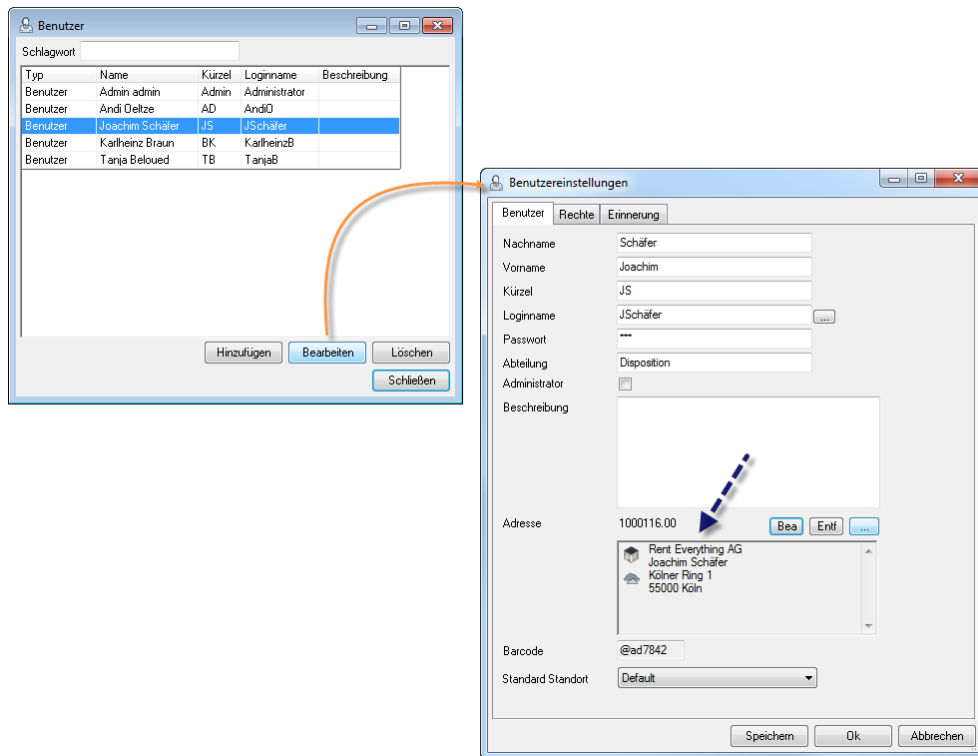 Benutzer
Schlagwort
Typ Name Kürzel Loginname Beschreibung
Benutzer Admin admin Admin Administrator
Benutzer Andi Oeltze AD AndiO
Benutzer Joachim Schäfer JS JSchäfer
Benutzer Karlheinz Braun BK KarlheinzB
Benutzer Tanja Beloued TB TanjaB
Hinzufügen Bearbeiten Löschen
Schließen
Benutzereinstellungen
Benutzer Rechte Erinnerung
Nachname Schäfer
Vorname Joachim
Kürzel JS
Loginname JSchäfer ...
Passwort ***
Abteilung Disposition
Administrator
Beschreibung
Adresse 1000116.00 Bea Entf ...
Rent Everything AG
Joachim Schäfer
Kölner Ring 1
55000 Köln
Barcode @ad7842
Standard Standort Default
Speichern Ok Abbrechen